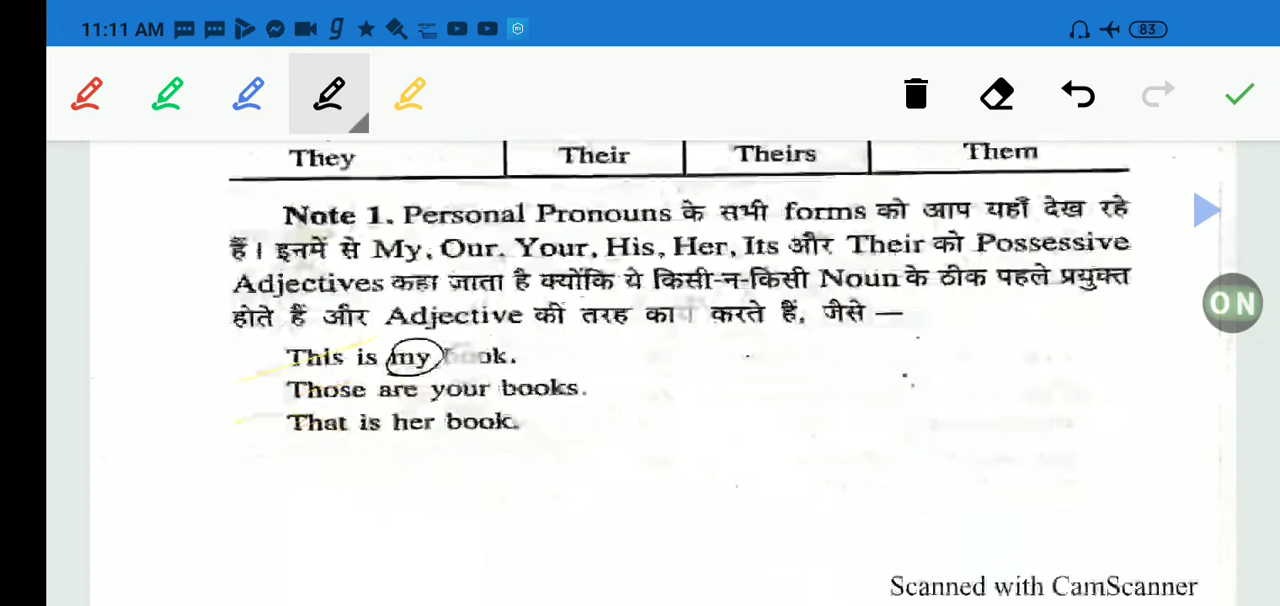 11:11 AM 83
They Their Theirs Them
Note 1. Personal Pronouns के सभी forms को आप यहाँ देख रहे
हैं। इनमें से My, Our, Your, His, Her, Its और Their को Possessive
Adjectives कहा जाता है क्योंकि ये किसी-न-किसी Noun के ठीक पहले प्रयुक्त
होते हैं और Adjective की तरह कार्य करते हैं, जैसे —
ON
This is my book.
Those are your books.
That is her book.
Scanned with CamScanner